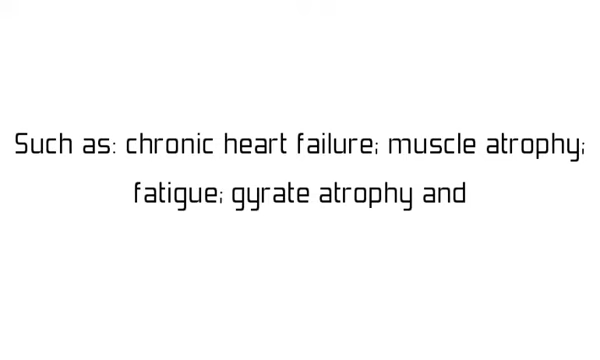 Such as: chronic heart failure; muscle atrophy;
fatigue; gyrate atrophy and